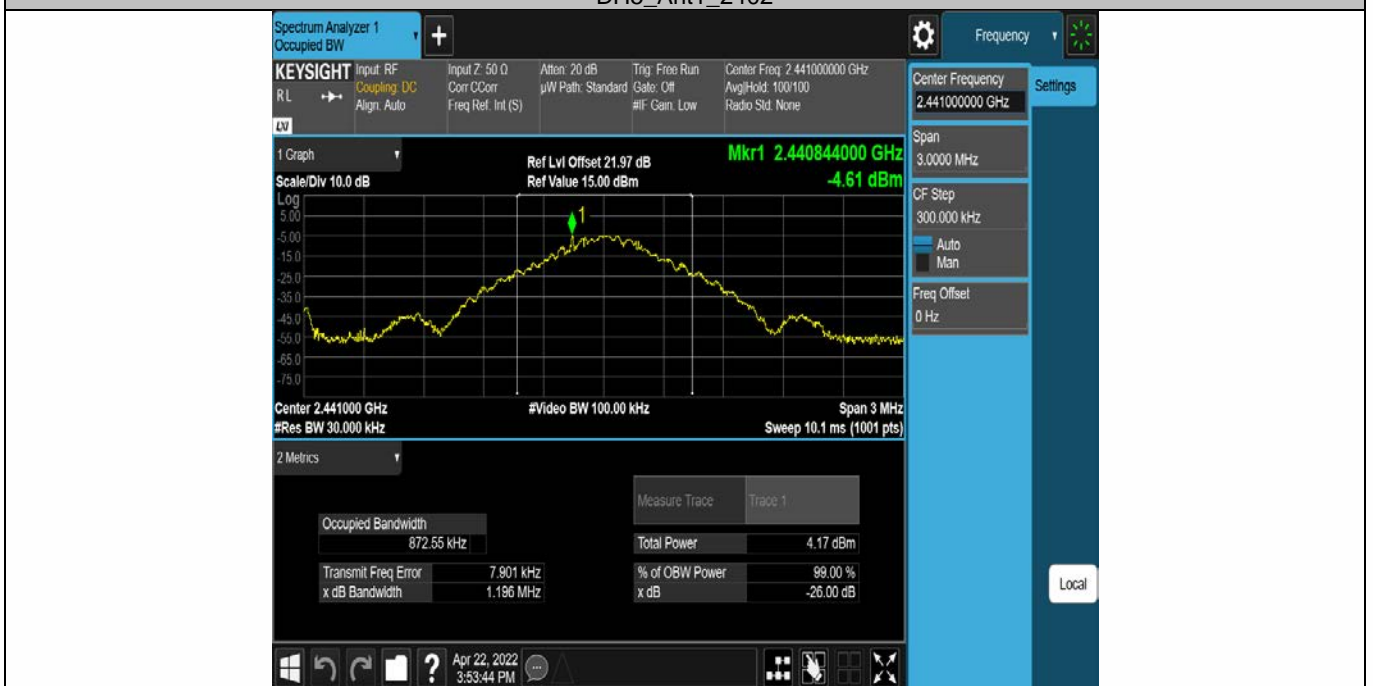 Spectrum Analyzer 1
Occupied BW
+
Frequency
KEYSIGHT
RL
LXI
Input: RF
Coupling: DC
Align: Auto
Input Z: 50 Ω
Corr CCorr
Freq Ref: Int (S)
Atten: 20 dB
µW Path: Standard
Trig: Free Run
Gate: Off
#IF Gain: Low
Center Freq: 2.441000000 GHz
Avg|Hold: 100/100
Radio Std: None
Center Frequency
2.441000000 GHz
Settings
Span
3.0000 MHz
CF Step
300.000 kHz
Auto
Man
Freq Offset
0 Hz
1 Graph
Scale/Div 10.0 dB
Ref Lvl Offset 21.97 dB
Ref Value 15.00 dBm
Mkr1 2.440844000 GHz
-4.61 dBm
Log
5.00
-5.00
-15.0
-25.0
-35.0
-45.0
-55.0
-65.0
-75.0
1
Center 2.441000 GHz
#Res BW 30.000 kHz
#Video BW 100.00 kHz
Span 3 MHz
Sweep 10.1 ms (1001 pts)
2 Metrics
Measure Trace Trace 1
Occupied Bandwidth
872.55 kHz
Total Power 4.17 dBm
Transmit Freq Error 7.901 kHz
% of OBW Power 99.00 %
x dB Bandwidth 1.196 MHz
x dB -26.00 dB
Local
?
Apr 22, 2022
3:53:44 PM